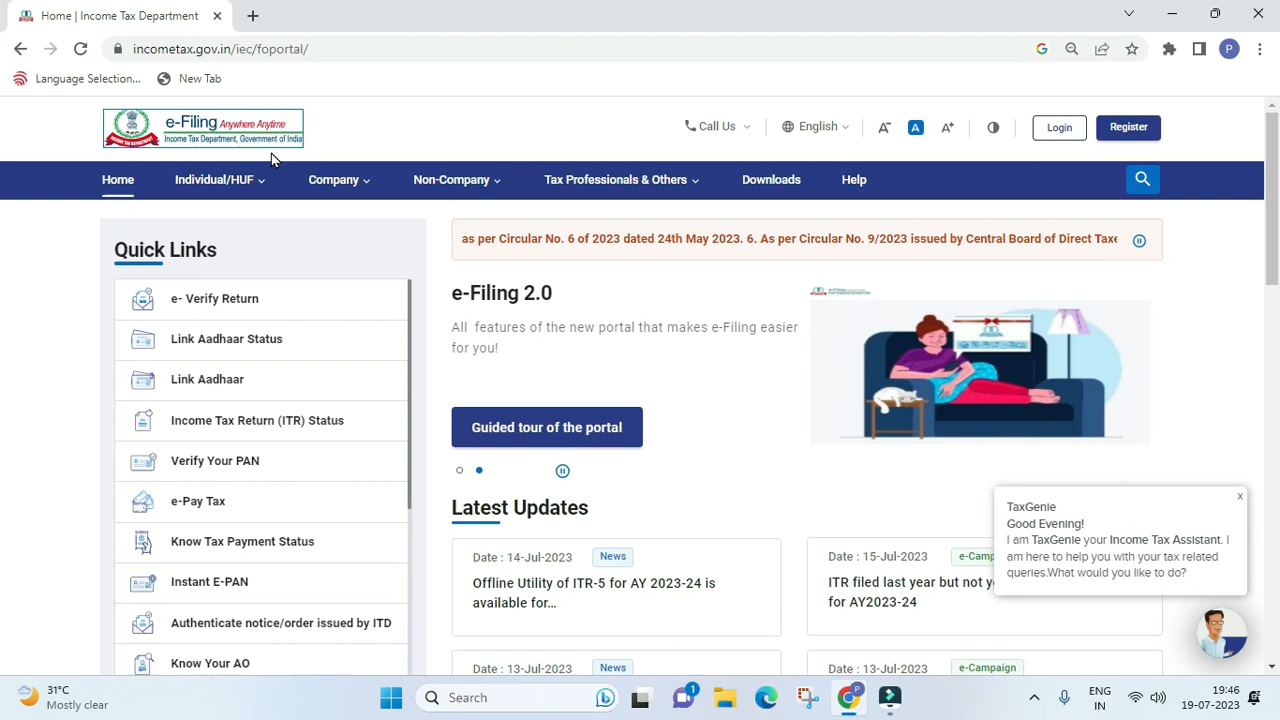 Home | Income Tax Department
incometax.gov.in/iec/foportal/
P
Language Selection...
New Tab
e-Filing Anywhere Anytime
Income Tax Department, Government of India
Call Us
English
A-
A
A+
Login
Register
Home
Individual/HUF
Company
Non-Company
Tax Professionals & Others
Downloads
Help
Quick Links
e- Verify Return
Link Aadhaar Status
Link Aadhaar
Income Tax Return (ITR) Status
Verify Your PAN
e-Pay Tax
Know Tax Payment Status
Instant E-PAN
Authenticate notice/order issued by ITD
Know Your AO
as per Circular No. 6 of 2023 dated 24th May 2023. 6. As per Circular No. 9/2023 issued by Central Board of Direct Taxe
e-Filing 2.0
All features of the new portal that makes e-Filing easier
for you!
Guided tour of the portal
Latest Updates
Date : 14-Jul-2023
News
Offline Utility of ITR-5 for AY 2023-24 is
available for...
Date : 15-Jul-2023
e-Camp
ITR filed last year but not y
for AY2023-24
Date : 13-Jul-2023
News
Date : 13-Jul-2023
e-Campaign
x
TaxGenie
Good Evening!
I am TaxGenie your Income Tax Assistant. I
am here to help you with your tax related
queries.What would you like to do?
31°C
Mostly clear
Search
1
P
ENG
IN
19:46
19-07-2023